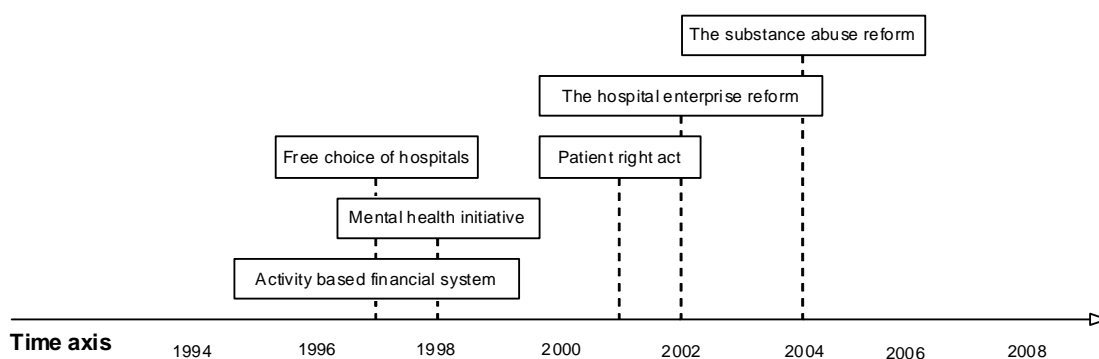 The substance abuse reform
The hospital enterprise reform
Free choice of hospitals
Patient right act
Mental health initiative
Activity based financial system
Time axis
1994
1996
1998
2000
2002
2004
2006
2008